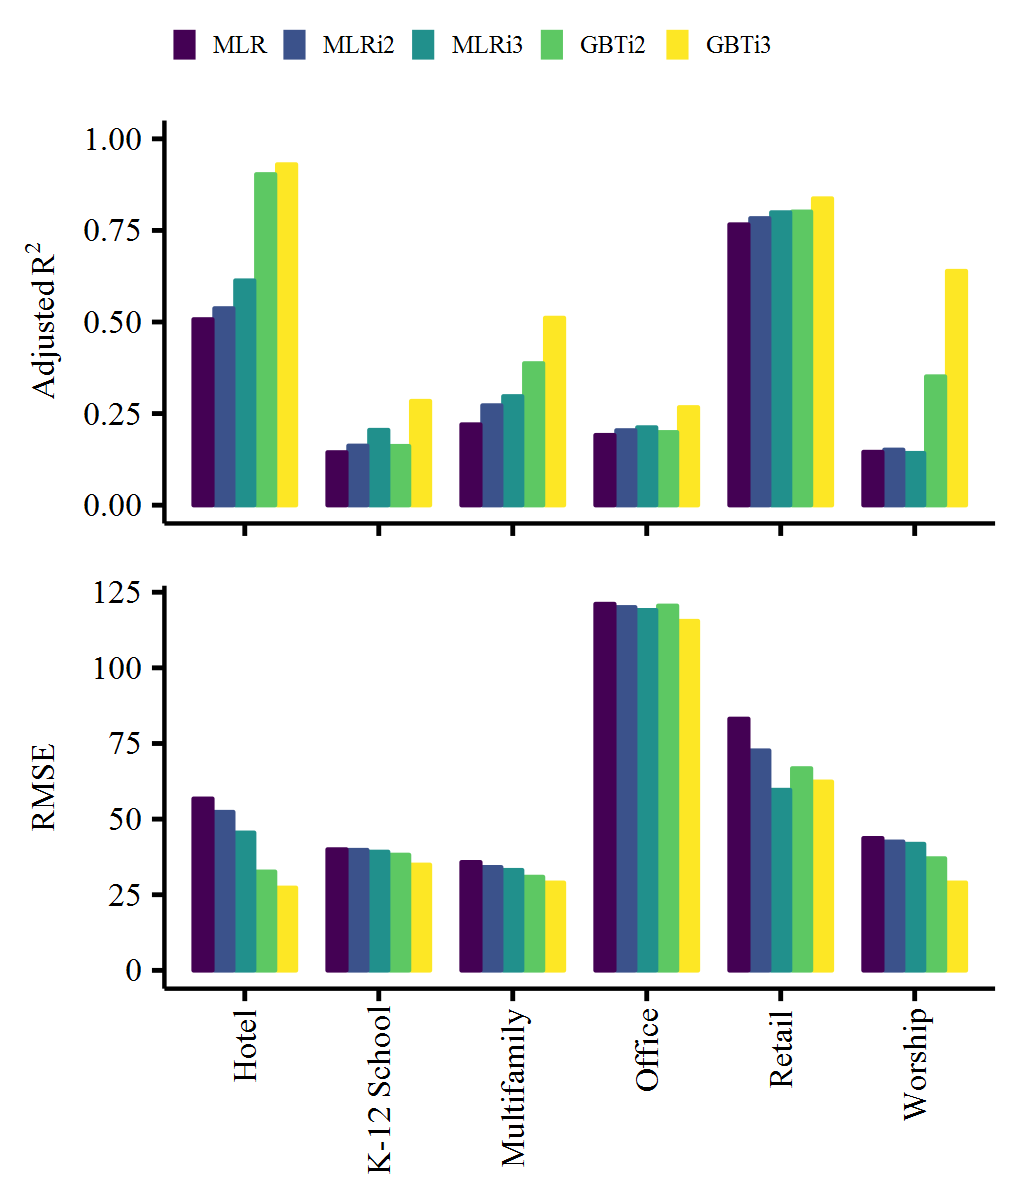 MLR MLRi2 MLRi3 GBTi2 GBTi3
Adjusted R²
1.00
0.75
0.50
0.25
0.00
RMSE
125
100
75
50
25
0
Hotel
K-12 School
Multifamily
Office
Retail
Worship